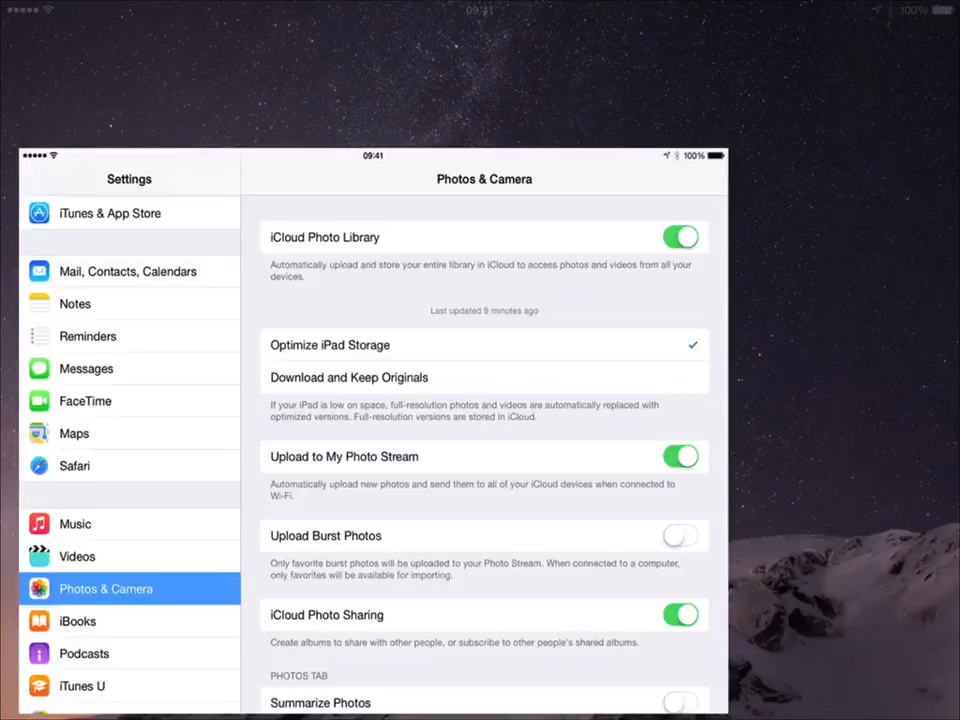 09:41
100%
09:41
100%
Settings
Photos & Camera
iTunes & App Store
Mail, Contacts, Calendars
Notes
Reminders
Messages
FaceTime
Maps
Safari
Music
Videos
Photos & Camera
iBooks
Podcasts
iTunes U
iCloud Photo Library
Automatically upload and store your entire library in iCloud to access photos and videos from all your
devices.
Last updated 9 minutes ago
Optimize iPad Storage
Download and Keep Originals
If your iPad is low on space, full-resolution photos and videos are automatically replaced with
optimized versions. Full-resolution versions are stored in iCloud.
Upload to My Photo Stream
Automatically upload new photos and send them to all of your iCloud devices when connected to
Wi-Fi.
Upload Burst Photos
Only favorite burst photos will be uploaded to your Photo Stream. When connected to a computer,
only favorites will be available for importing.
iCloud Photo Sharing
Create albums to share with other people, or subscribe to other people's shared albums.
PHOTOS TAB
Summarize Photos